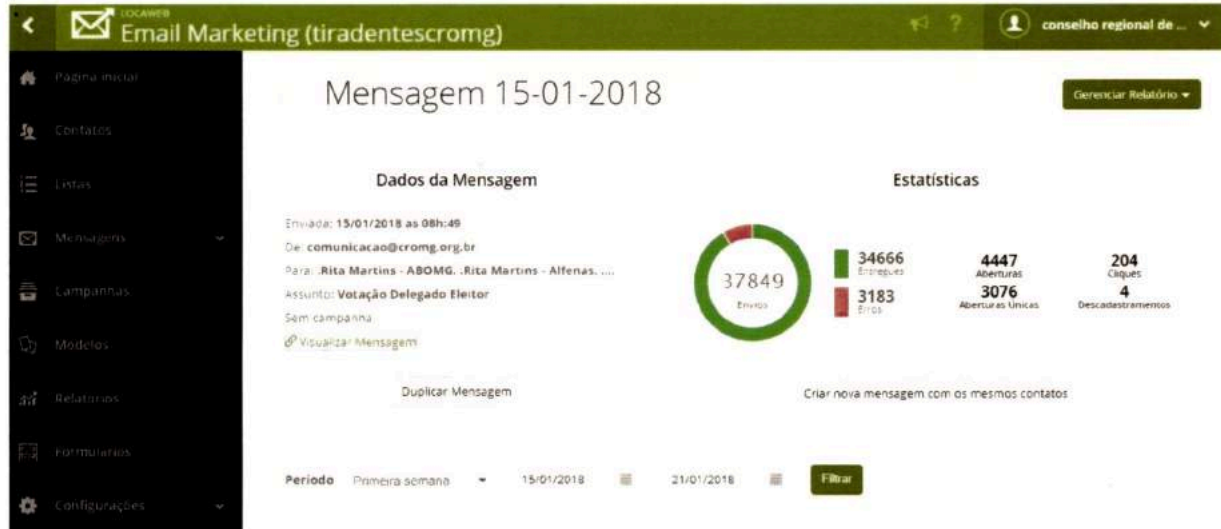 LOCAWEB
Email Marketing (tiradentescromg)
?
conselho regional de ...
Página inicial
Contatos
Listas
Mensagens
Campanhas
Modelos
Relatórios
Formulários
Configurações
Mensagem 15-01-2018
Gerenciar Relatório
Dados da Mensagem
Enviada: 15/01/2018 as 08h:49
De: comunicacao@cromg.org.br
Para: .Rita Martins - ABOMG. .Rita Martins - Alfenas. ....
Assunto: Votação Delegado Eleitor
Sem campanha
Visualizar Mensagem
Duplicar Mensagem
Estatísticas
37849
Envios
34666
Entregues
3183
Erros
4447
Aberturas
3076
Aberturas Únicas
204
Cliques
4
Descadastramentos
Criar nova mensagem com os mesmos contatos
Período Primeira semana 15/01/2018 21/01/2018 Filtrar